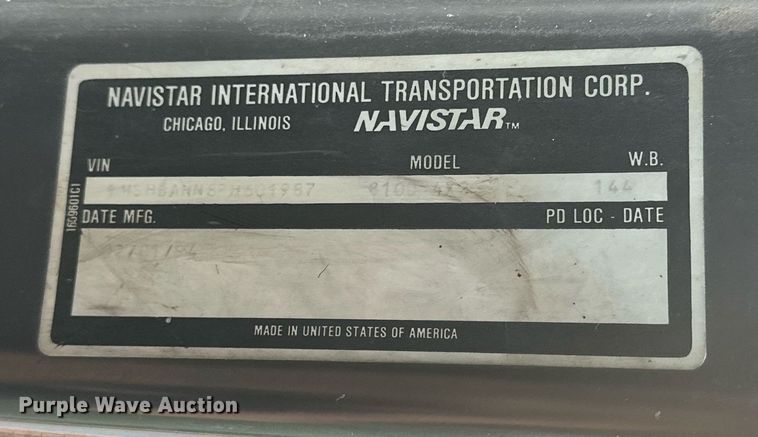 NAVISTAR INTERNATIONAL TRANSPORTATION CORP.
CHICAGO, ILLINOIS NAVISTAR™
VIN MODEL W.B.
144
DATE MFG. PD LOC - DATE
1609601C1
MADE IN UNITED STATES OF AMERICA
Purple Wave Auction